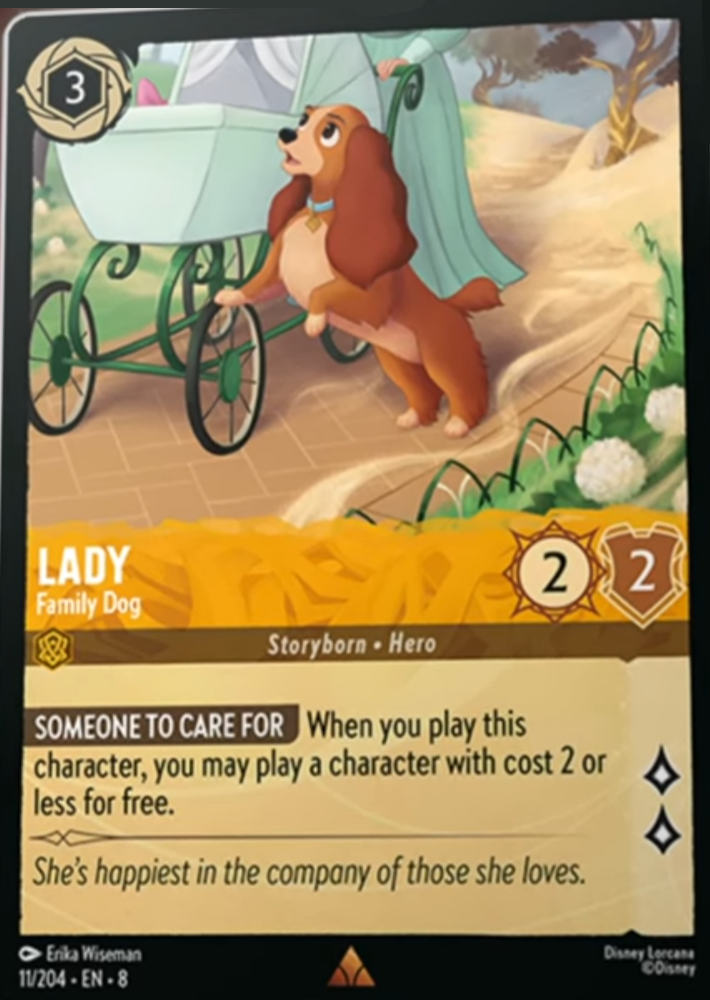 3
LADY
Family Dog
2
2
Storyborn • Hero
SOMEONE TO CARE FOR When you play this
character, you may play a character with cost 2 or
less for free.
She's happiest in the company of those she loves.
Erika Wiseman
11/204 • EN • 8
Disney Lorcana
©Disney